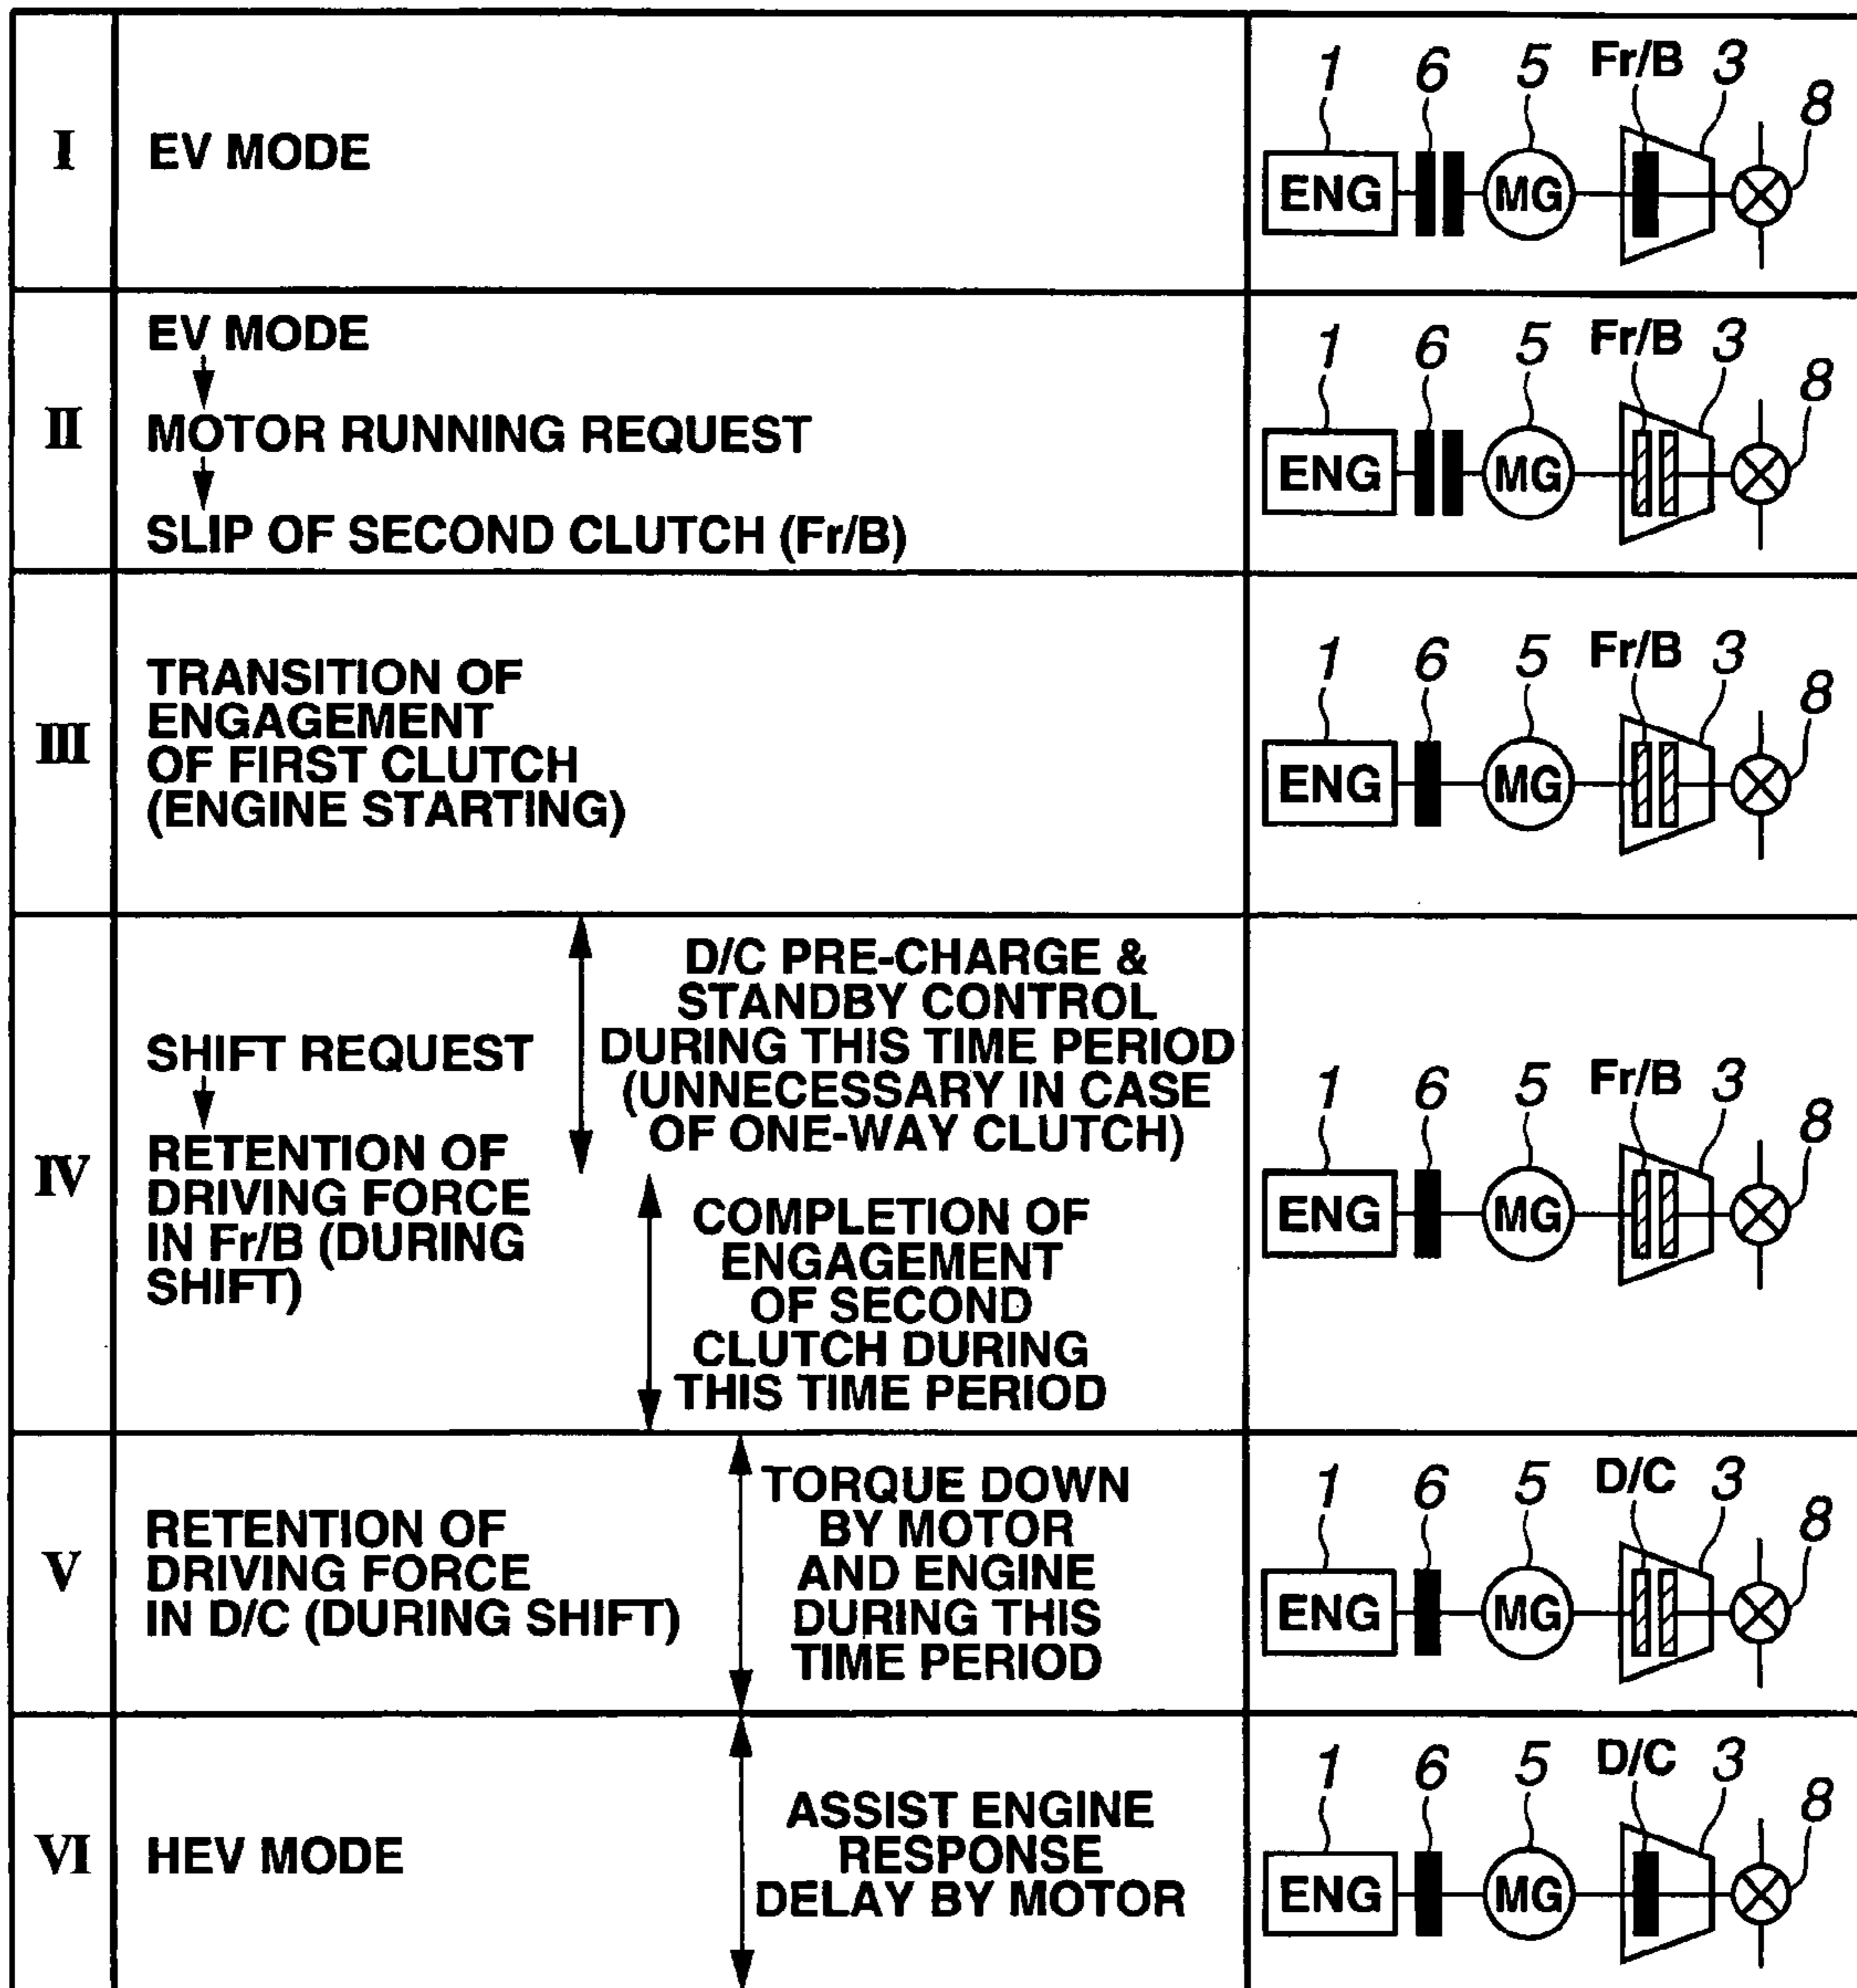 I
EV MODE
1 6 5 Fr/B 3 8
ENG MG
II
EV MODE
MOTOR RUNNING REQUEST
SLIP OF SECOND CLUTCH (Fr/B)
1 6 5 Fr/B 3 8
ENG MG
III
TRANSITION OF
ENGAGEMENT
OF FIRST CLUTCH
(ENGINE STARTING)
1 6 5 Fr/B 3 8
ENG MG
IV
SHIFT REQUEST
RETENTION OF
DRIVING FORCE
IN Fr/B (DURING
SHIFT)
D/C PRE-CHARGE &
STANDBY CONTROL
DURING THIS TIME PERIOD
(UNNECESSARY IN CASE
OF ONE-WAY CLUTCH)
COMPLETION OF
ENGAGEMENT
OF SECOND
CLUTCH DURING
THIS TIME PERIOD
1 6 5 Fr/B 3 8
ENG MG
V
RETENTION OF
DRIVING FORCE
IN D/C (DURING SHIFT)
TORQUE DOWN
BY MOTOR
AND ENGINE
DURING THIS
TIME PERIOD
1 6 5 D/C 3 8
ENG MG
VI
HEV MODE
ASSIST ENGINE
RESPONSE
DELAY BY MOTOR
1 6 5 D/C 3 8
ENG MG